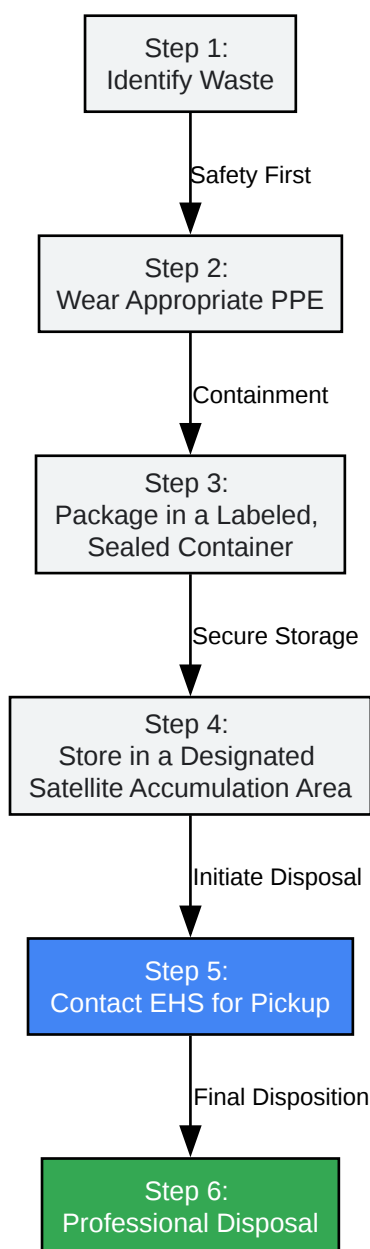 Step 1:
Identify Waste
Safety First
Step 2:
Wear Appropriate PPE
Containment
Step 3:
Package in a Labeled,
Sealed Container
Secure Storage
Step 4:
Store in a Designated
Satellite Accumulation Area
Initiate Disposal
Step 5:
Contact EHS for Pickup
Final Disposition
Step 6:
Professional Disposal